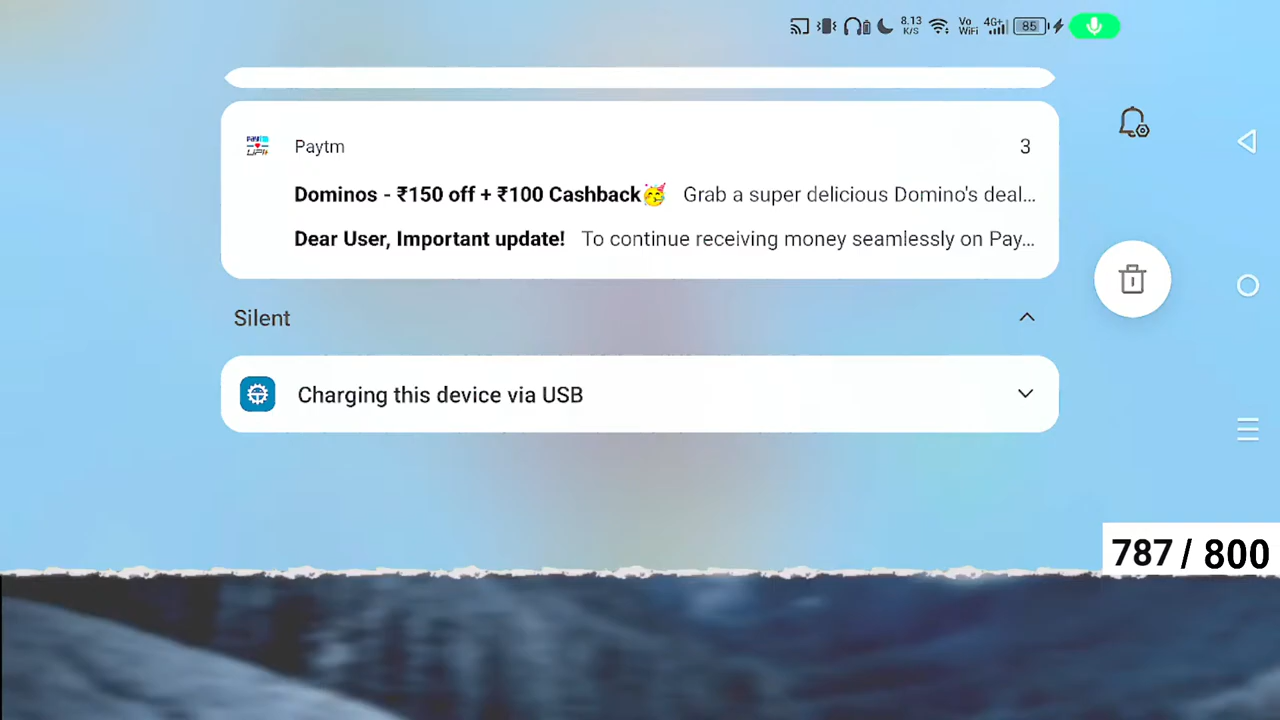 8.13 K/S Vo WiFi 4G+ 85
Paytm 3
Dominos - ₹150 off + ₹100 Cashback🥳 Grab a super delicious Domino's deal...
Dear User, Important update! To continue receiving money seamlessly on Pay...
Silent
Charging this device via USB
787 / 800